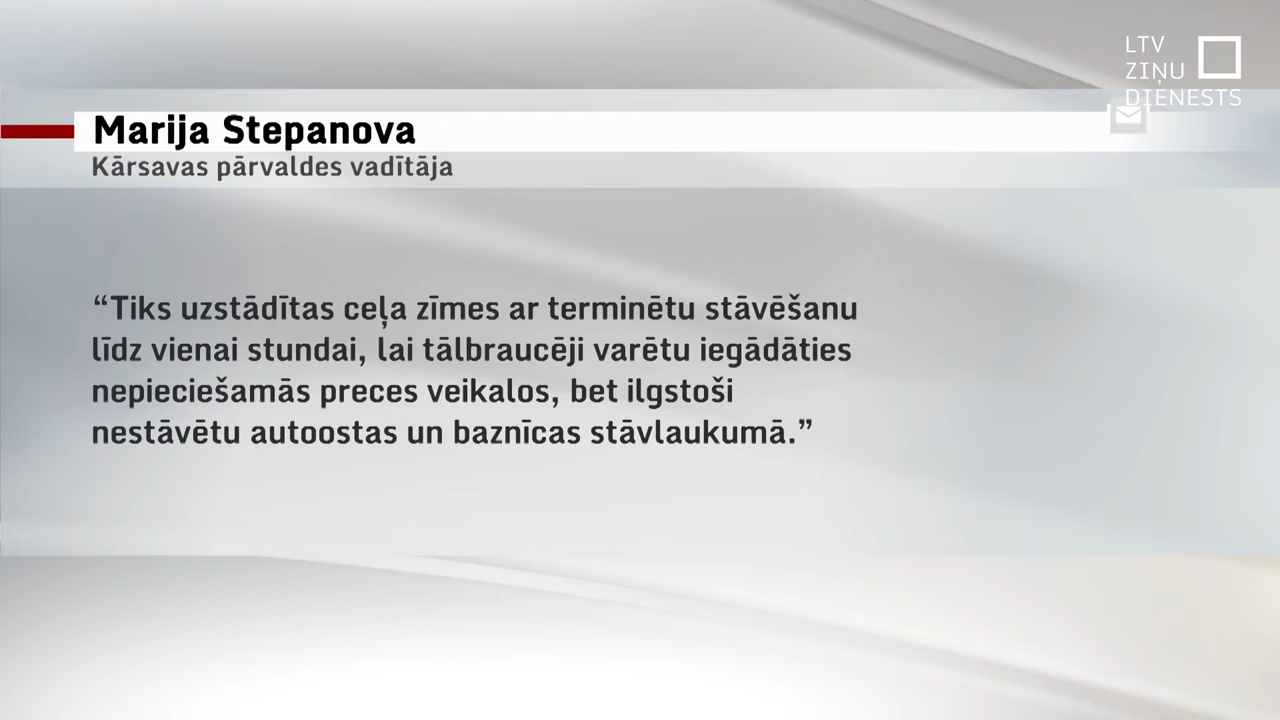 LTV
ZIŅU
DIENESTS
Marija Stepanova
Kārsavas pārvaldes vadītāja
“Tiks uzstādītas ceļa zīmes ar terminētu stāvēšanu
līdz vienai stundai, lai tālbraucēji varētu iegādāties
nepieciešamās preces veikalos, bet ilgstoši
nestāvētu autoostas un baznīcas stāvlaukumā.”